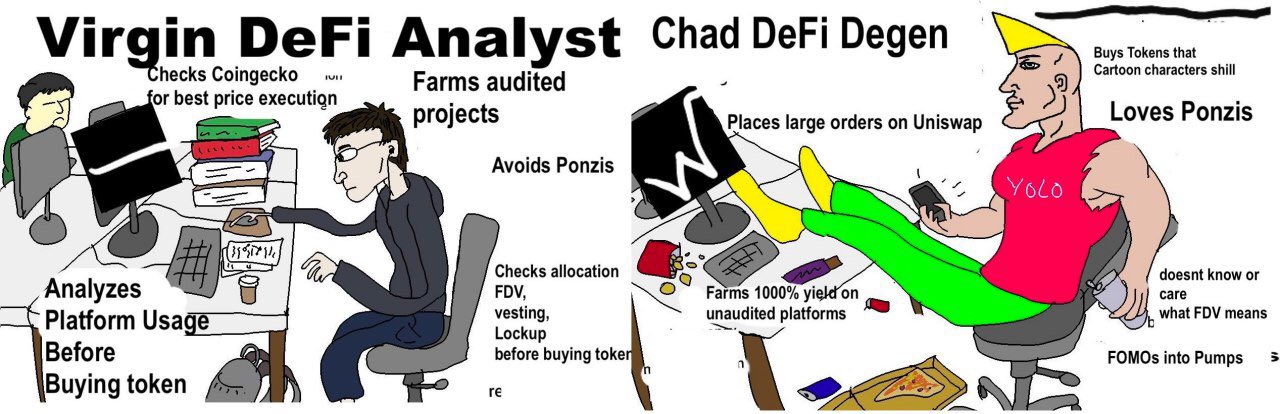 Virgin DeFi Analyst
Checks Coingecko
for best price execution
Farms audited
projects
Avoids Ponzis
Checks allocation
FDV,
vesting,
Lockup
before buying token
Analyzes
Platform Usage
Before
Buying token
re
Chad DeFi Degen
Buys Tokens that
Cartoon characters shill
Loves Ponzis
Places large orders on Uniswap
YOLO
Farms 1000% yield on
unaudited platforms
doesnt know or
care
what FDV means
FOMOs into Pumps